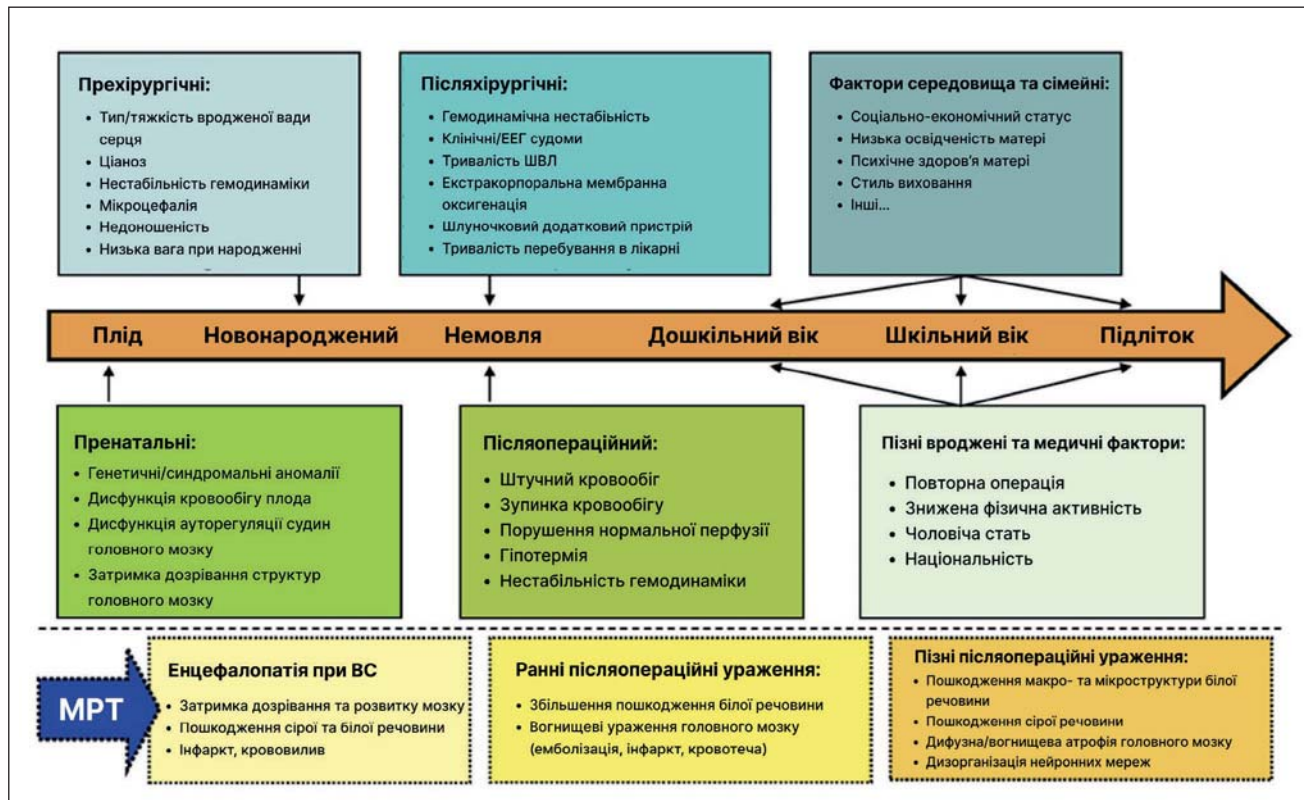 Прехірургічні:
• Тип/тяжкість вродженої вади
серця
• Ціаноз
• Нестабільність гемодинаміки
• Мікроцефалія
• Недоношеність
• Низька вага при народженні
Післяхірургічні:
• Гемодинамічна нестабіьність
• Клінічні/ЕЕГ судоми
• Тривалість ШВЛ
• Екстракорпоральна мембранна
оксигенація
• Шлуночковий додатковий пристрій
• Тривалість перебування в лікарні
Фактори середовища та сімейні:
• Соціально-економічний статус
• Низька освідченість матері
• Психічне здоров'я матері
• Стиль виховання
• Інші...
Плід Новонароджений Немовля Дошкільний вік Шкільний вік Підліток
Пренатальні:
• Генетичні/синдромальні аномалії
• Дисфункція кровообігу плода
• Дисфункція ауторегуляції судин
головного мозку
• Затримка дозрівання структур
головного мозку
Післяопераційний:
• Штучний кровообіг
• Зупинка кровообігу
• Порушення нормальної перфузії
• Гіпотермія
• Нестабільність гемодинаміки
Пізні вроджені та медичні фактори:
• Повторна операція
• Знижена фізична активність
• Чоловіча стать
• Національність
МРТ
Енцефалопатія при ВС
• Затримка дозрівання та розвитку мозку
• Пошкодження сірої та білої речовини
• Інфаркт, крововилив
Ранні післяопераційні ураження:
• Збільшення пошкодження білої речовини
• Вогнищеві ураження головного мозку
(емболізація, інфаркт, кровотеча)
Пізні післяопераційні ураження:
• Пошкодження макро- та мікроструктури білої
речовини
• Пошкодження сірої речовини
• Дифузна/вогнищева атрофія головного мозку
• Дизорганізація нейронних мереж